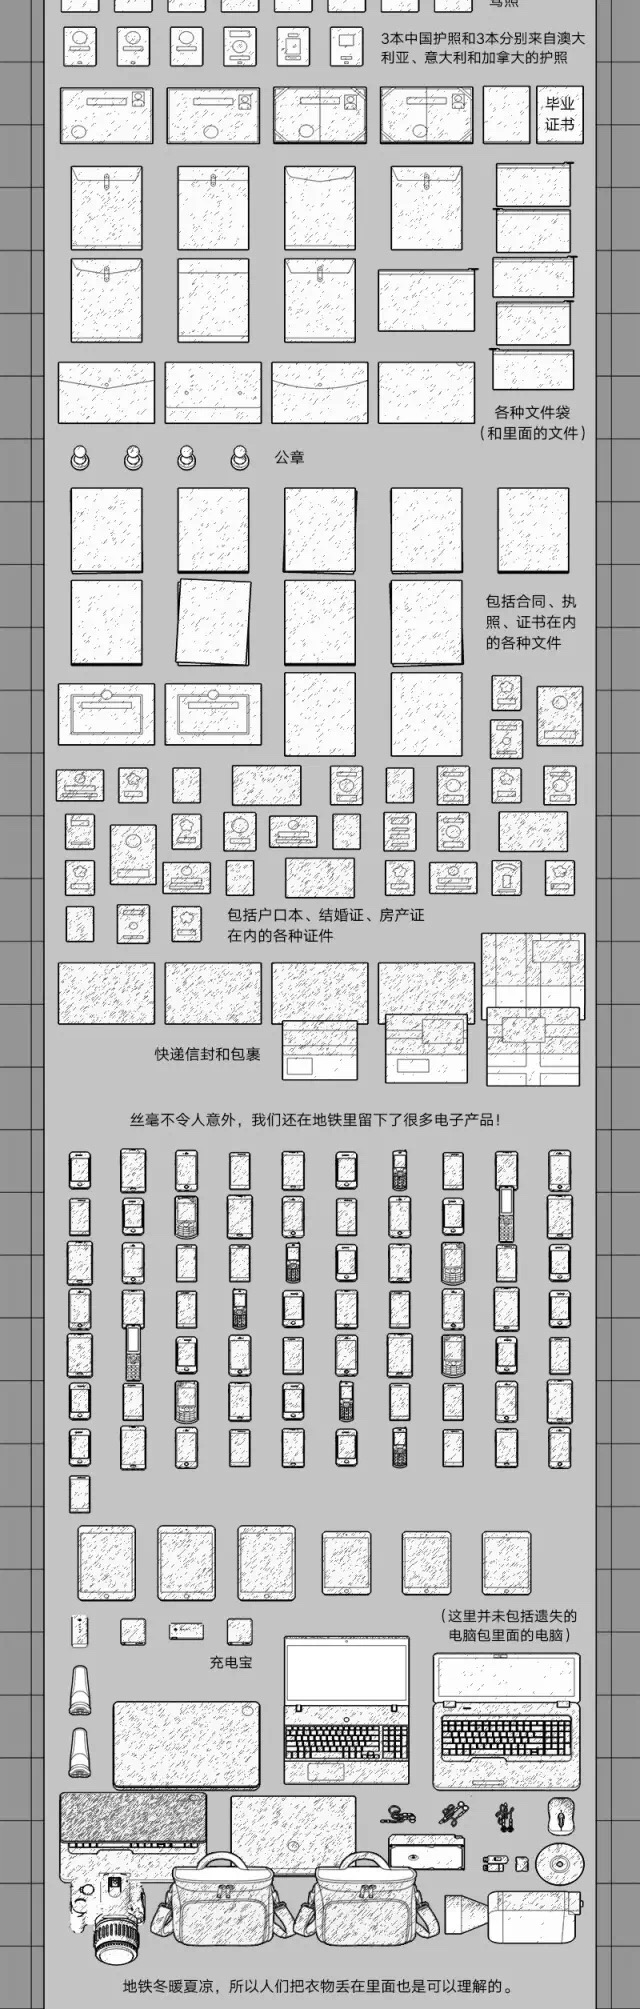 驾照
3本中国护照和3本分别来自澳大
利亚、意大利和加拿大的护照
毕业
证书
各种文件袋
（和里面的文件）
公章
包括合同、执
照、证书在内
的各种文件
包括户口本、结婚证、房产证
在内的各种证件
快递信封和包裹
丝毫不令人意外，我们还在地铁里留下了很多电子产品！
（这里并未包括遗失的
电脑包里面的电脑）
充电宝
地铁冬暖夏凉，所以人们把衣物丢在里面也是可以理解的。